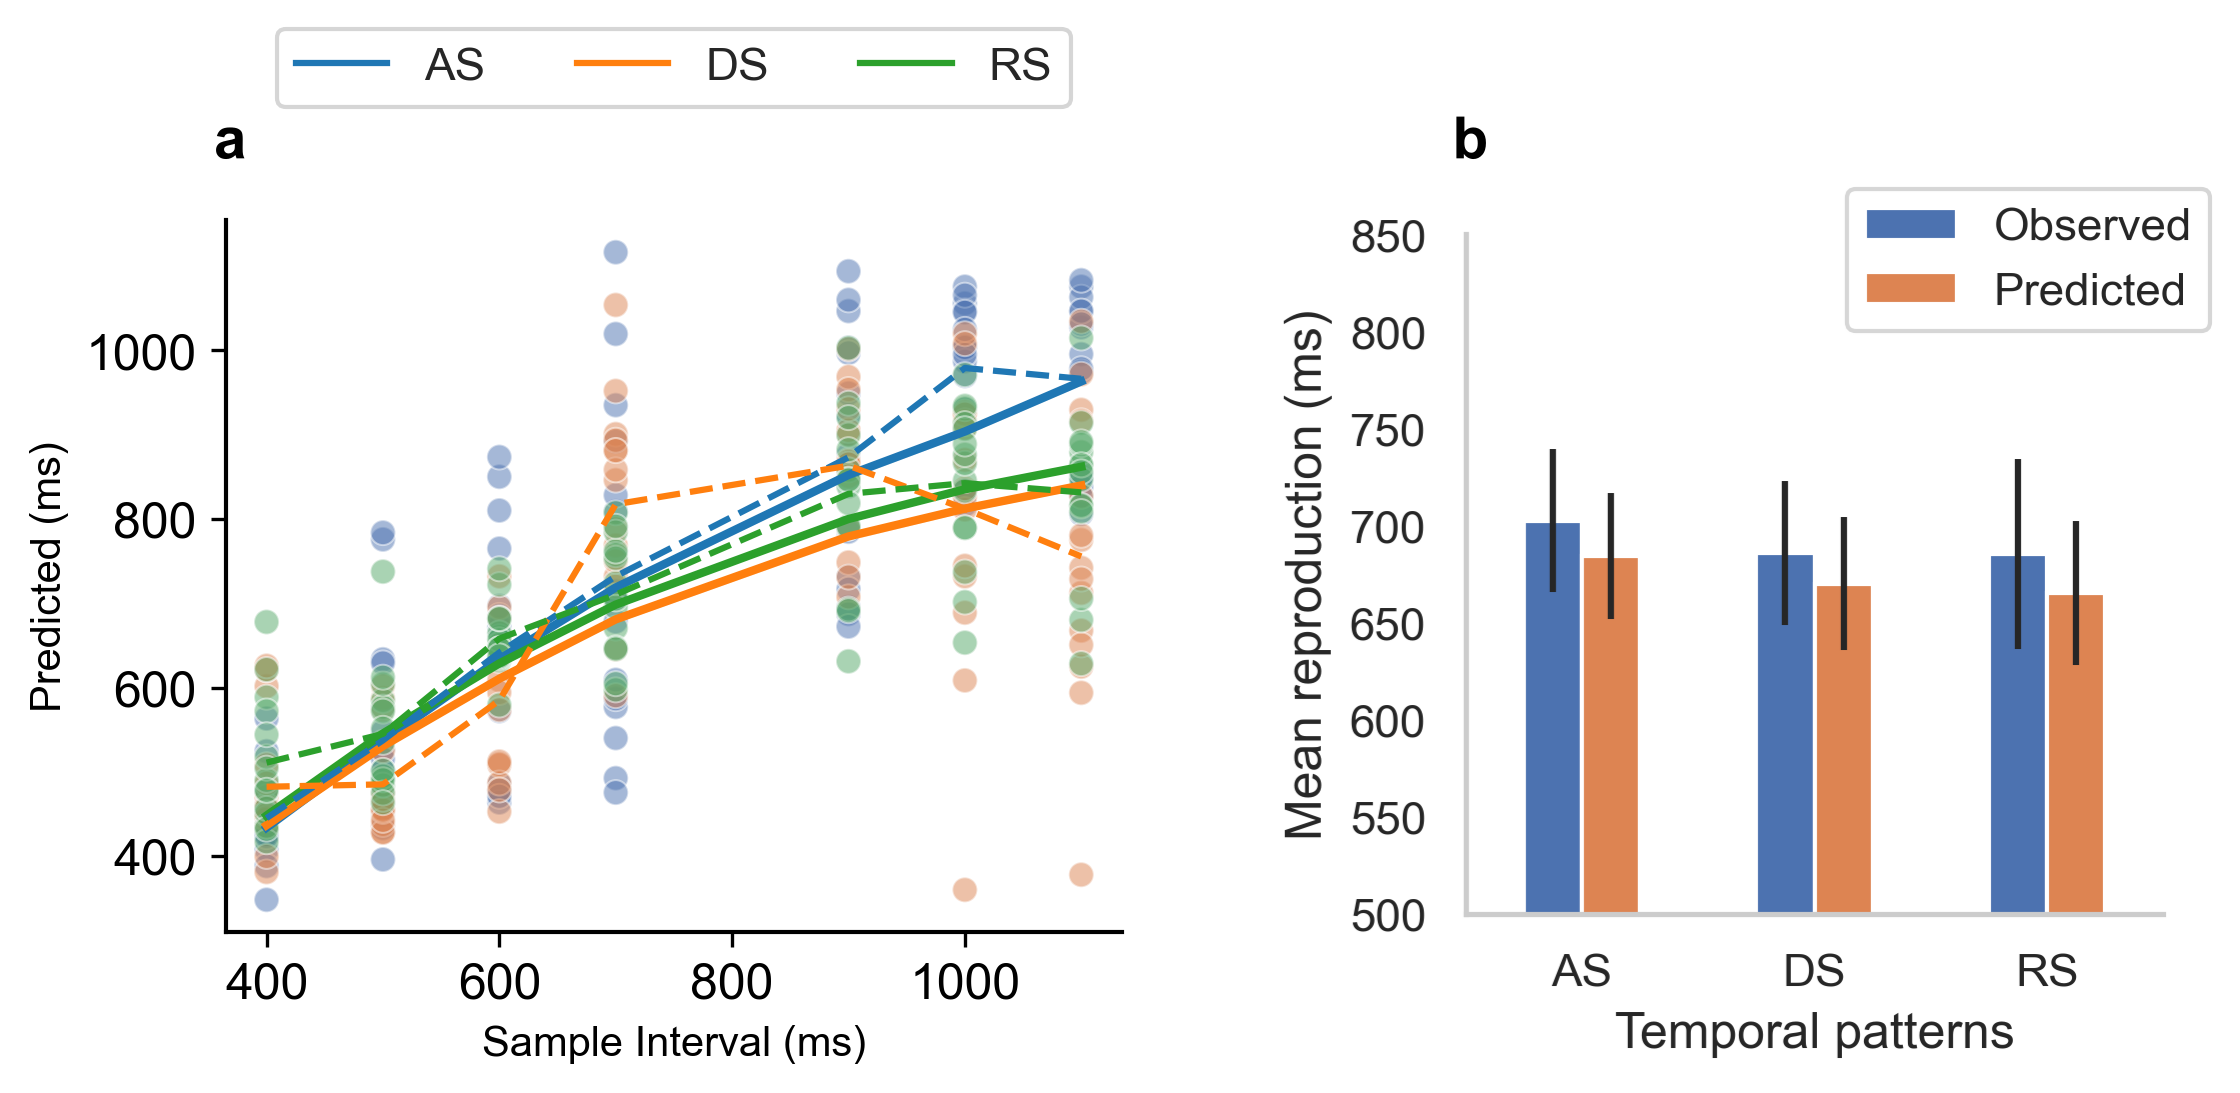 AS DS RS
a
Predicted (ms)
1000
800
600
400
400 600 800 1000
Sample Interval (ms)
b
Observed
Predicted
Mean reproduction (ms)
850
800
750
700
650
600
550
500
AS DS RS
Temporal patterns